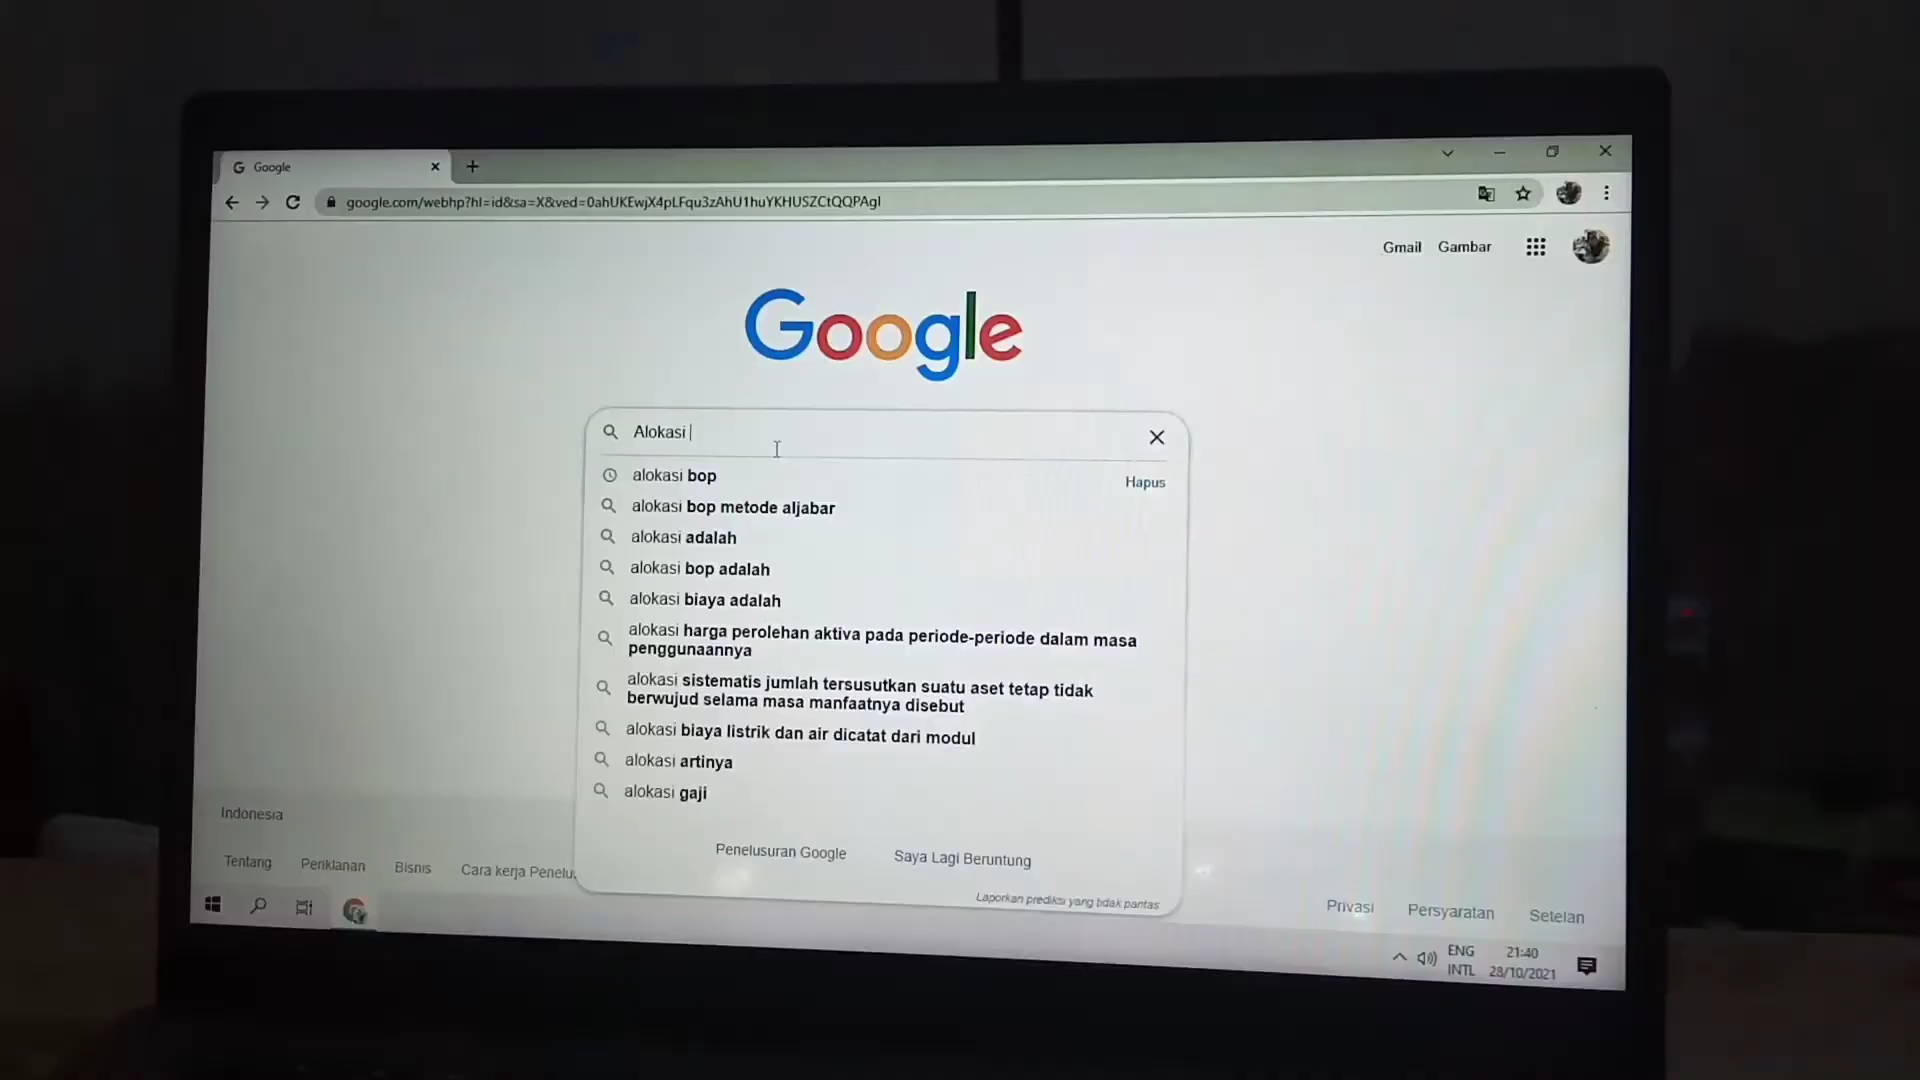 Google
google.com/webhp?hl=id&sa=X&ved=0ahUKEwjX4pLFqu3zAhU1huYKHUSZCtQQPAgI
Gmail Gambar
Google
Alokasi
alokasi bop
Hapus
alokasi bop metode aljabar
alokasi adalah
alokasi bop adalah
alokasi biaya adalah
alokasi harga perolehan aktiva pada periode-periode dalam masa
penggunaannya
alokasi sistematis jumlah tersusutkan suatu aset tetap tidak
berwujud selama masa manfaatnya disebut
alokasi biaya listrik dan air dicatat dari modul
alokasi artinya
alokasi gaji
Penelusuran Google Saya Lagi Beruntung
Laporkan prediksi yang tidak pantas
Indonesia
Tentang Periklanan Bisnis Cara kerja Penelu
Privasi Persyaratan Setelan
ENG 21:40
INTL 28/10/2021